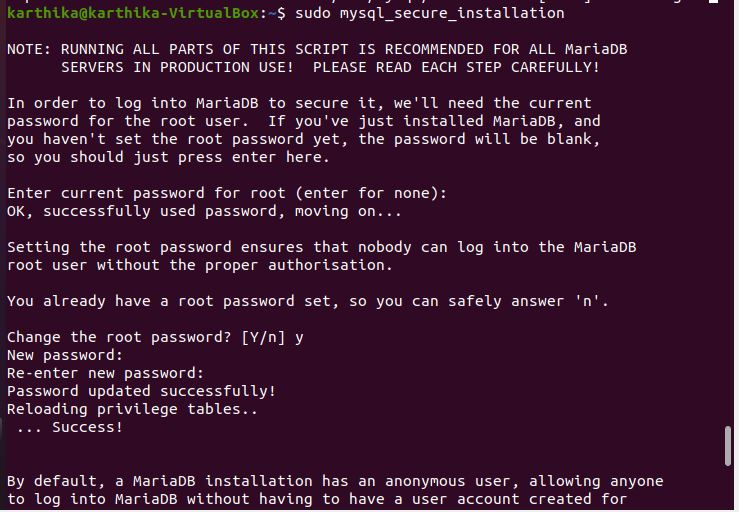 karthika@karthika-VirtualBox:~$ sudo mysql_secure_installation
NOTE: RUNNING ALL PARTS OF THIS SCRIPT IS RECOMMENDED FOR ALL MariaDB
SERVERS IN PRODUCTION USE!  PLEASE READ EACH STEP CAREFULLY!
In order to log into MariaDB to secure it, we'll need the current
password for the root user.  If you've just installed MariaDB, and
you haven't set the root password yet, the password will be blank,
so you should just press enter here.
Enter current password for root (enter for none):
OK, successfully used password, moving on...
Setting the root password ensures that nobody can log into the MariaDB
root user without the proper authorisation.
You already have a root password set, so you can safely answer 'n'.
Change the root password? [Y/n] y
New password:
Re-enter new password:
Password updated successfully!
Reloading privilege tables..
... Success!
By default, a MariaDB installation has an anonymous user, allowing anyone
to log into MariaDB without having to have a user account created for